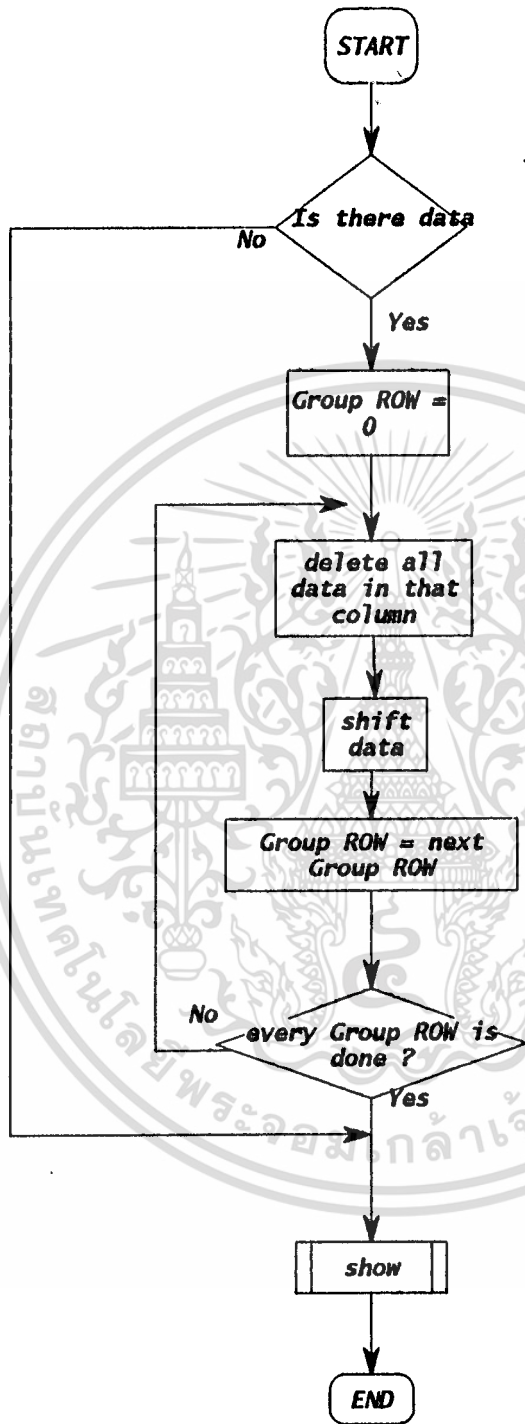 START
Is there data
No
Yes
Group ROW =
0
delete all
data in that
column
shift
data
Group ROW = next
Group ROW
No
every Group ROW is
done ?
Yes
show
END